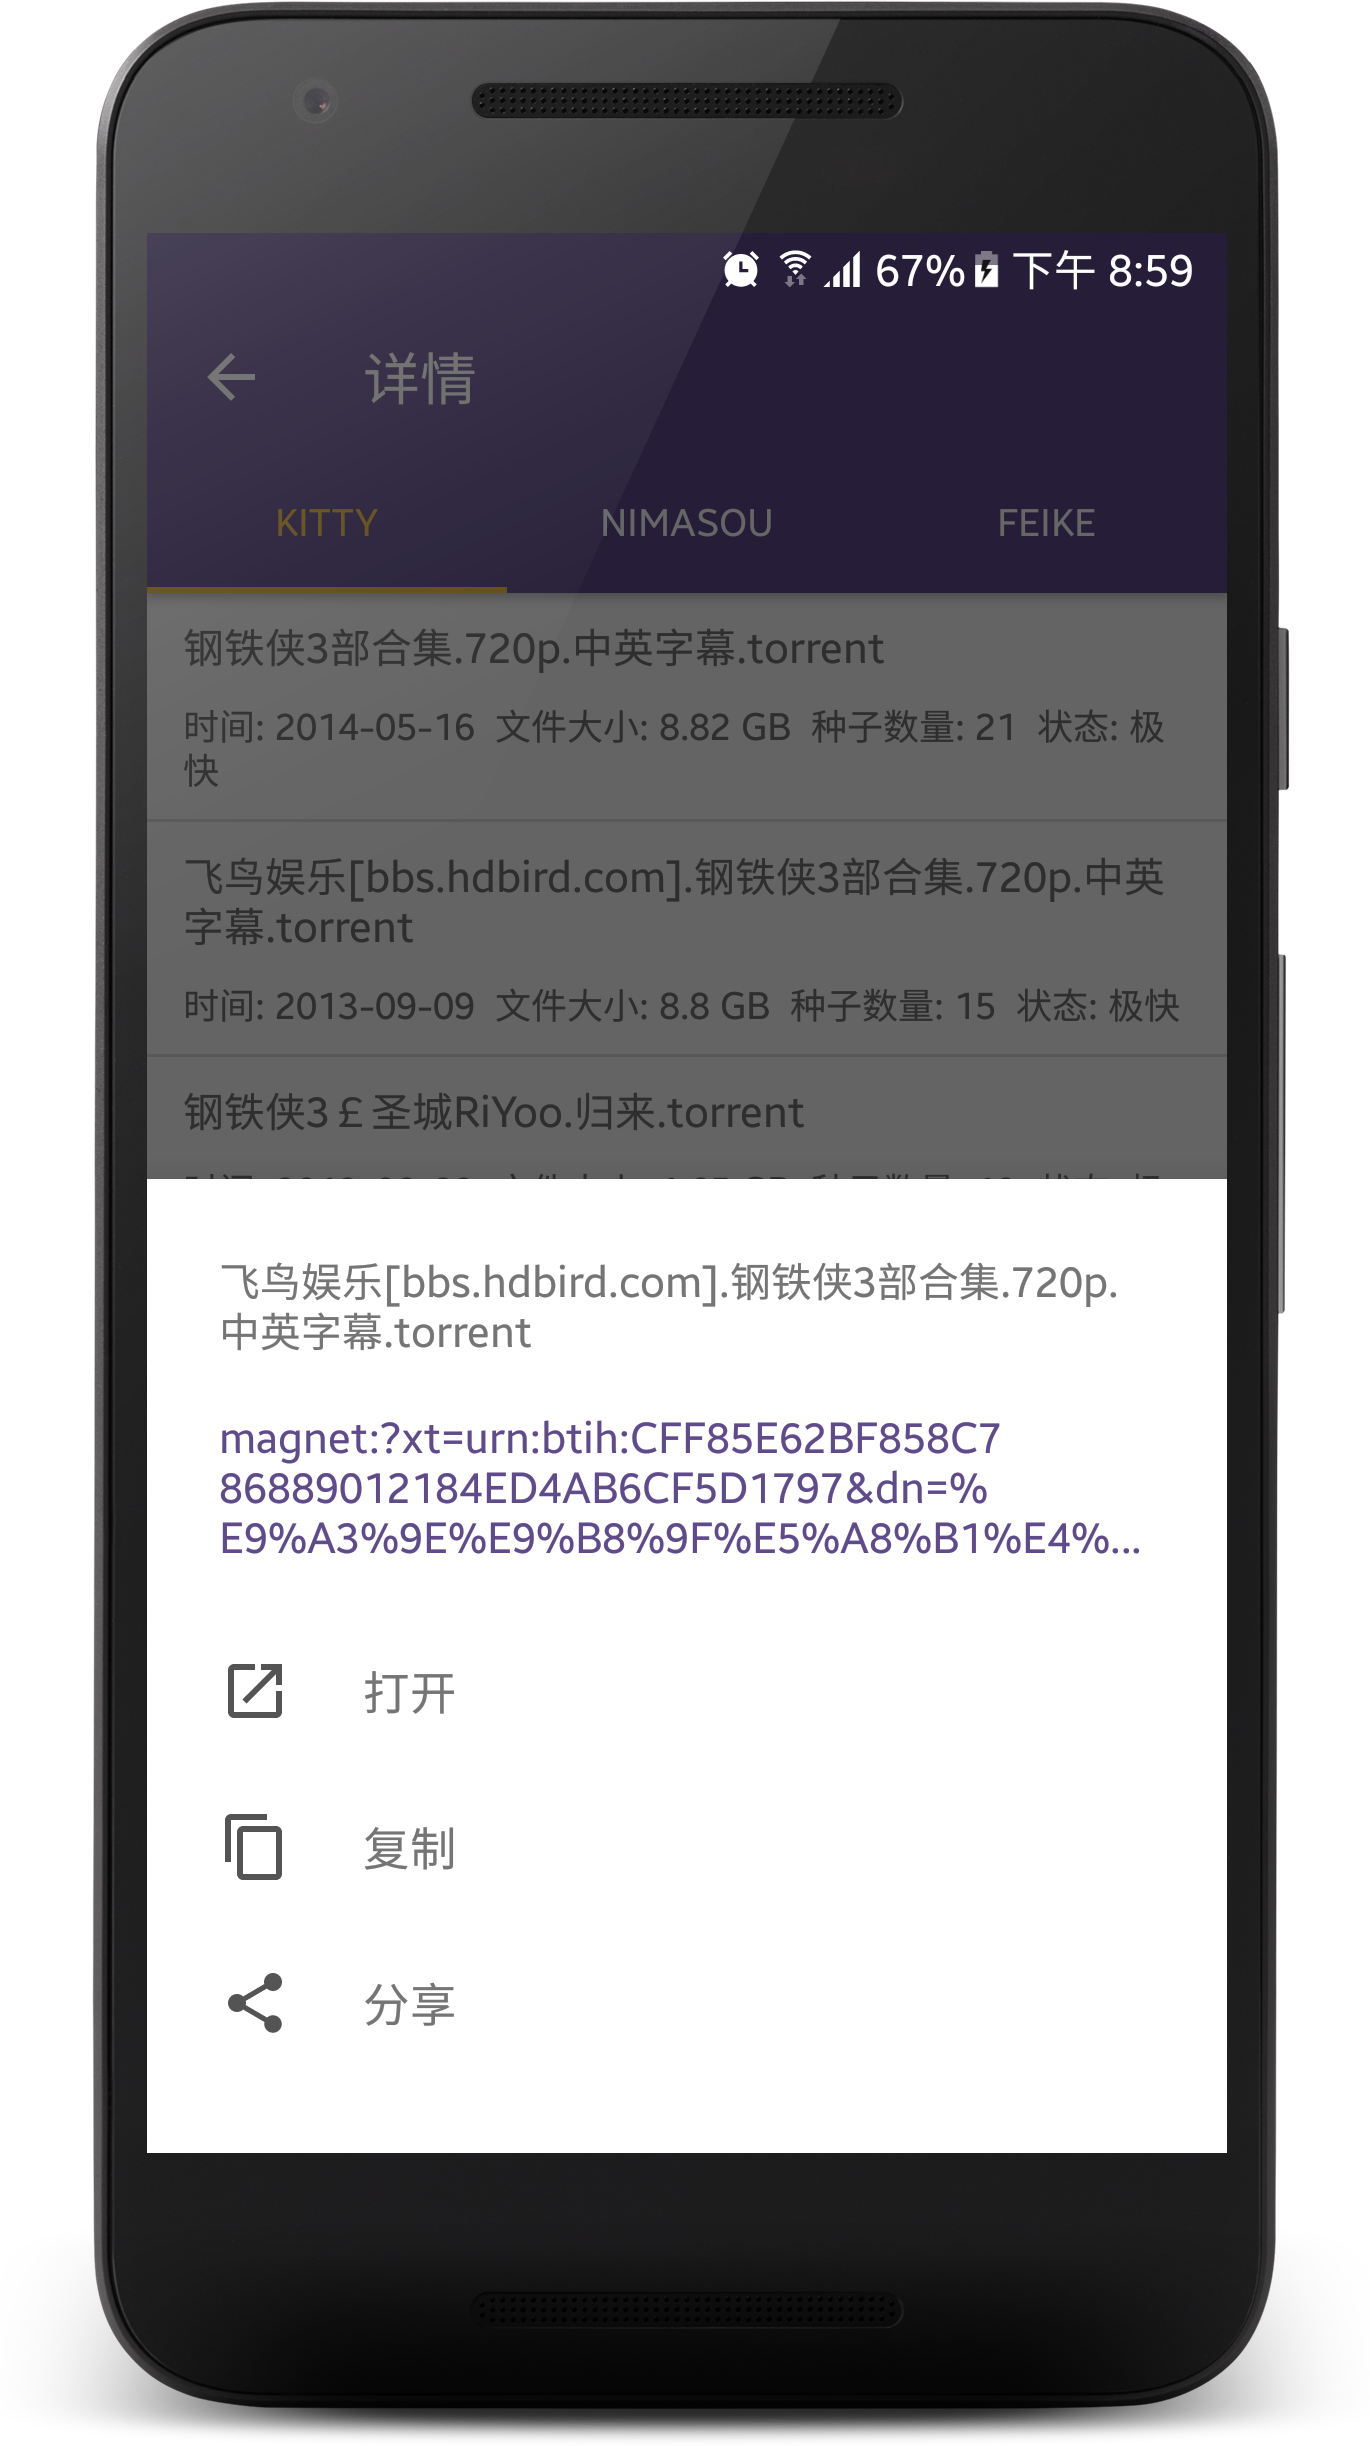 67% 下午 8:59
详情
KITTY NIMASOU FEIKE
钢铁侠3部合集.720p.中英字幕.torrent
时间: 2014-05-16 文件大小: 8.82 GB 种子数量: 21 状态: 极
快
飞鸟娱乐[bbs.hdbird.com].钢铁侠3部合集.720p.中英
字幕.torrent
时间: 2013-09-09 文件大小: 8.8 GB 种子数量: 15 状态: 极快
钢铁侠3£圣城RiYoo.归来.torrent
飞鸟娱乐[bbs.hdbird.com].钢铁侠3部合集.720p.
中英字幕.torrent
magnet:?xt=urn:btih:CFF85E62BF858C7
86889012184ED4AB6CF5D1797&dn=%
E9%A3%9E%E9%B8%9F%E5%A8%B1%E4%...
打开
复制
分享